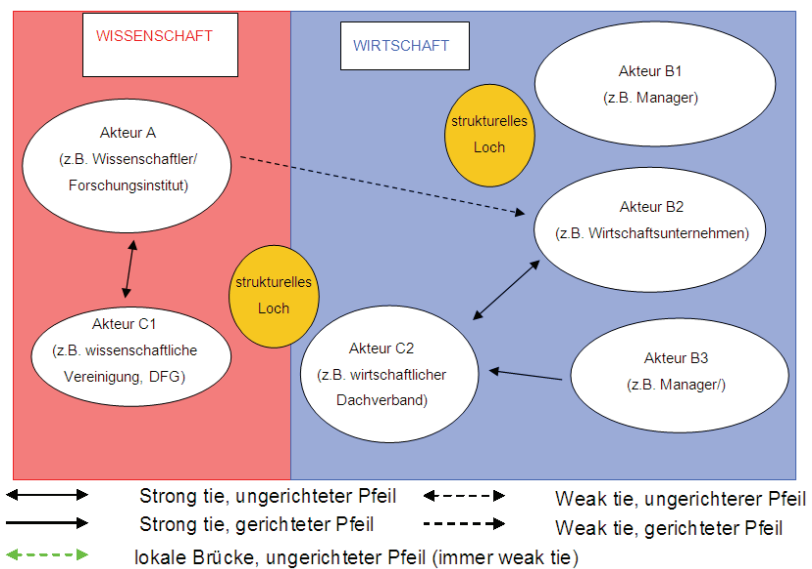 WISSENSCHAFT
WIRTSCHAFT
Akteur B1
(z.B. Manager)
strukturelles
Loch
Akteur A
(z.B. Wissenschaftler/
Forschungsinstitut)
Akteur B2
(z.B. Wirtschaftsunternehmen)
strukturelles
Loch
Akteur C1
(z.B. wissenschaftliche
Vereinigung, DFG)
Akteur C2
(z.B. wirtschaftlicher
Dachverband)
Akteur B3
(z.B. Manager/)
Strong tie, ungerichteter Pfeil
Weak tie, ungerichterer Pfeil
Strong tie, gerichteter Pfeil
Weak tie, gerichteter Pfeil
lokale Brücke, ungerichteter Pfeil (immer weak tie)